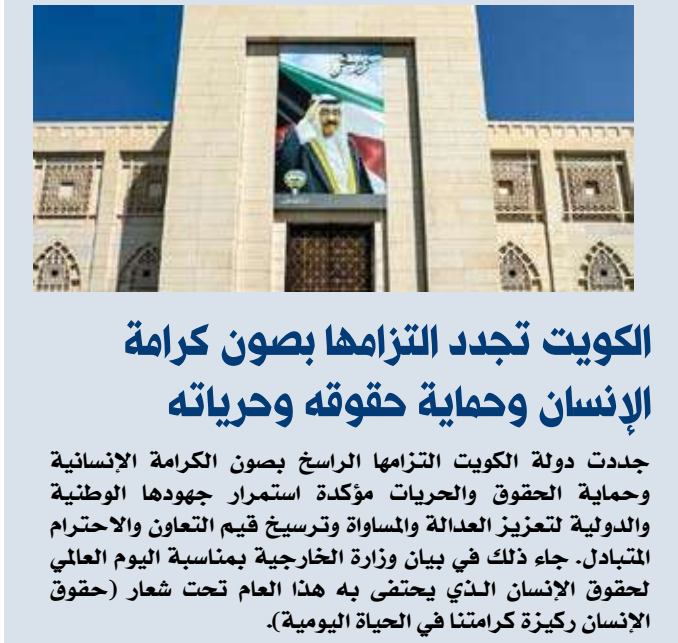 الكويت تجدد التزامها بصون كرامة
الإنسان وحماية حقوقه وحرياته
جددت دولة الكويت التزامها الراسخ بصون الكرامة الإنسانية
وحماية الحقوق والحريات مؤكدة استمرار جهودها الوطنية
والدولية لتعزيز العدالة والمساواة وترسيخ قيم التعاون والاحترام
المتبادل. جاء ذلك في بيان وزارة الخارجية بمناسبة اليوم العالمي
لحقوق الإنسان الذي يحتفى به هذا العام تحت شعار (حقوق
الإنسان ركيزة كرامتنا في الحياة اليومية).